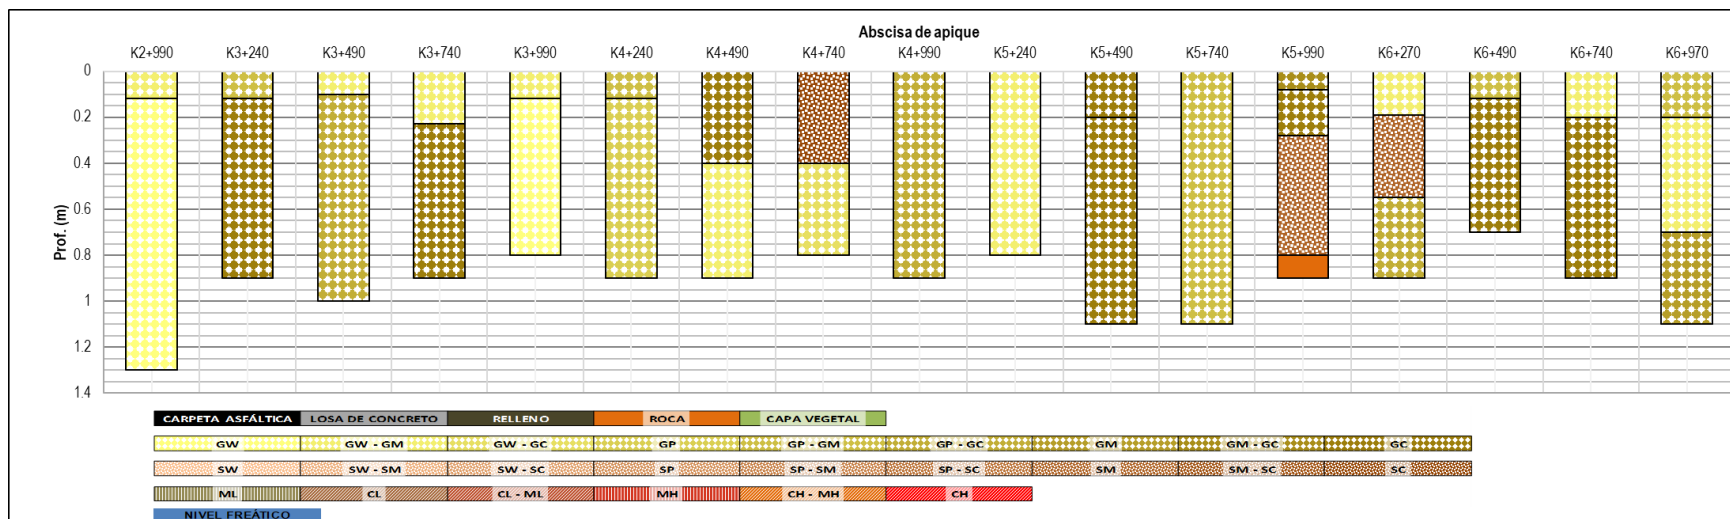 Abscisa de apique
K2+990 K3+240 K3+490 K3+740 K3+990 K4+240 K4+490 K4+740 K4+990 K5+240 K5+490 K5+740 K5+990 K6+270 K6+490 K6+740 K6+970
Prof. (m)
0
0.2
0.4
0.6
0.8
1
1.2
1.4
CARPETA ASFÁLTICA LOSA DE CONCRETO RELLENO ROCA CAPA VEGETAL
GW GW - GM GW - GC GP GP - GM GP - GC GM GM - GC GC
SW SW - SM SW - SC SP SP - SM SP - SC SM SM - SC SC
ML CL CL - ML MH CH - MH CH
NIVEL FREÁTICO